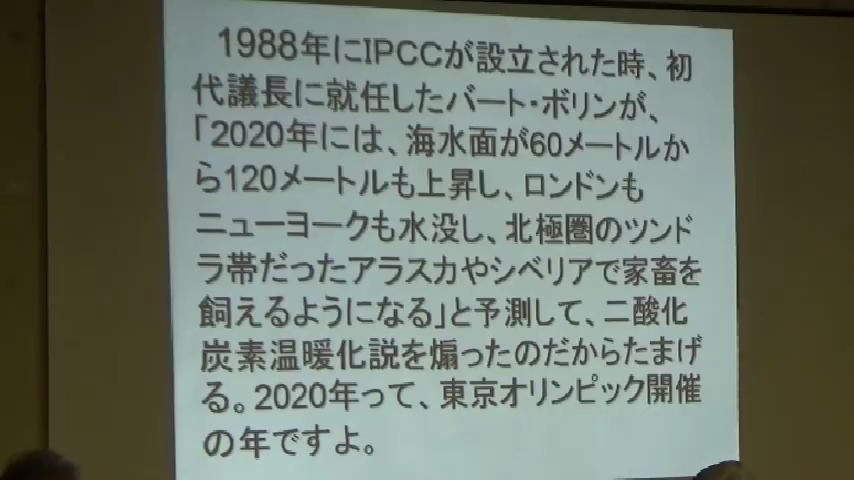 1988年にIPCCが設立された時、初
代議長に就任したバート・ボリンが、
「2020年には、海水面が60メートルか
ら120メートルも上昇し、ロンドンも
ニューヨークも水没し、北極圏のツンド
ラ帯だったアラスカやシベリアで家畜を
飼えるようになる」と予測して、二酸化
炭素温暖化説を煽ったのだからたまげ
る。2020年って、東京オリンピック開催
の年ですよ。